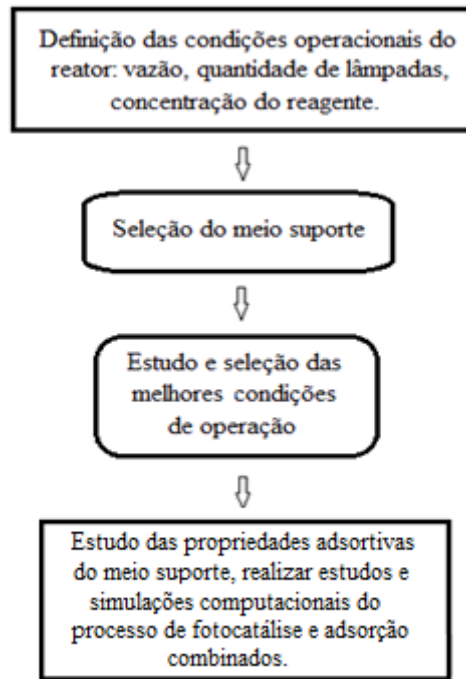 Definição das condições operacionais do
reator: vazão, quantidade de lâmpadas,
concentração do reagente.
Seleção do meio suporte
Estudo e seleção das
melhores condições
de operação
Estudo das propriedades adsortivas
do meio suporte, realizar estudos e
simulações computacionais do
processo de fotocatálise e adsorção
combinados.